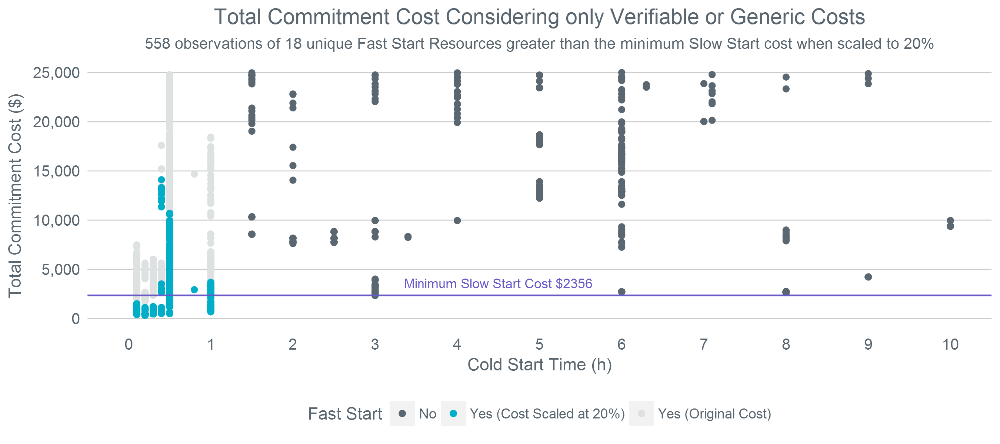 Total Commitment Cost Considering only Verifiable or Generic Costs
558 observations of 18 unique Fast Start Resources greater than the minimum Slow Start cost when scaled to 20%
Total Commitment Cost ($)
25,000
20,000
15,000
10,000
5,000
0
Minimum Slow Start Cost $2356
0 1 2 3 4 5 6 7 8 9 10
Cold Start Time (h)
Fast Start No Yes (Cost Scaled at 20%) Yes (Original Cost)